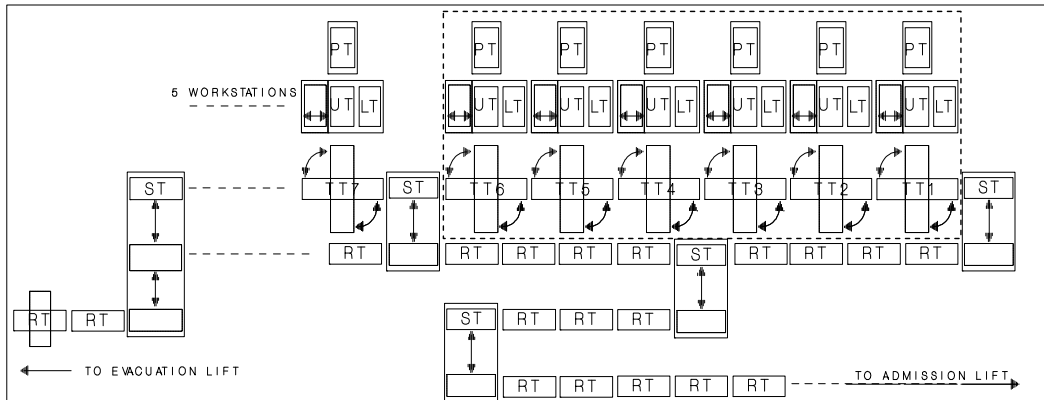 PT PT PT PT PT PT PT
5 WORKSTATIONS UT LT UT LT UT LT UT LT UT LT UT LT UT LT
ST TT7 ST TT6 TT5 TT4 TT3 TT2 TT1 ST
RT RT RT RT ST RT RT RT RT
RT RT ST RT RT RT
TO EVACUATION LIFT RT RT RT RT RT TO ADMISSION LIFT